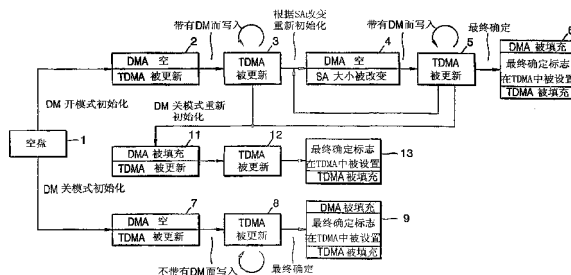 带有DM而写入
根据SA改变
重新初始化
带有DM而写入
最终确定
2
3
4
5
6
DMA 空
TDMA 被更新
TDMA
被更新
DMA 空
SA 大小被改变
TDMA
被更新
DMA 被填充
最终确定标志
在TDMA中被设置
TDMA 被填充
DM 开模式初始化
DM 关模式重新
初始化
1
空盘
11
12
13
DMA 被填充
TDMA 被更新
TDMA
被更新
最终确定标志
在TDMA中被设置
TDMA 被填充
DM 关模式初始化
7
8
9
DMA 空
TDMA 被更新
TDMA
被更新
DMA 被填充
最终确定标志
在TDMA中被设置
TDMA 被填充
不带有DM而写入
最终确定